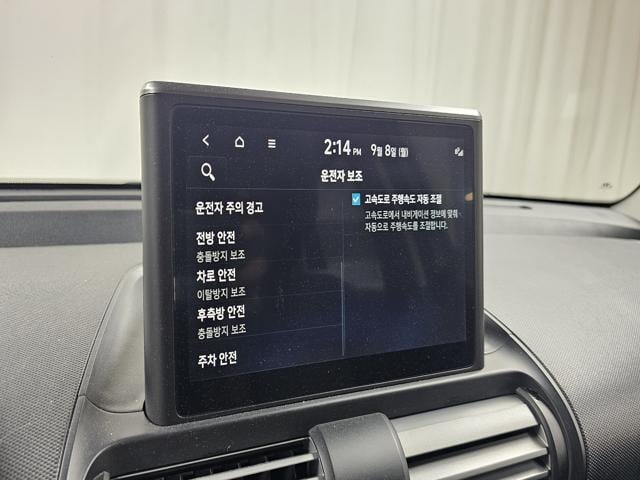 2:14 PM 9월 8일 (월)
운전자 보조
운전자 주의 경고
전방 안전
충돌방지 보조
차로 안전
이탈방지 보조
후측방 안전
충돌방지 보조
주차 안전
고속도로 주행속도 자동 조절
고속도로에서 내비게이션 정보에 맞춰
자동으로 주행속도를 조절합니다.